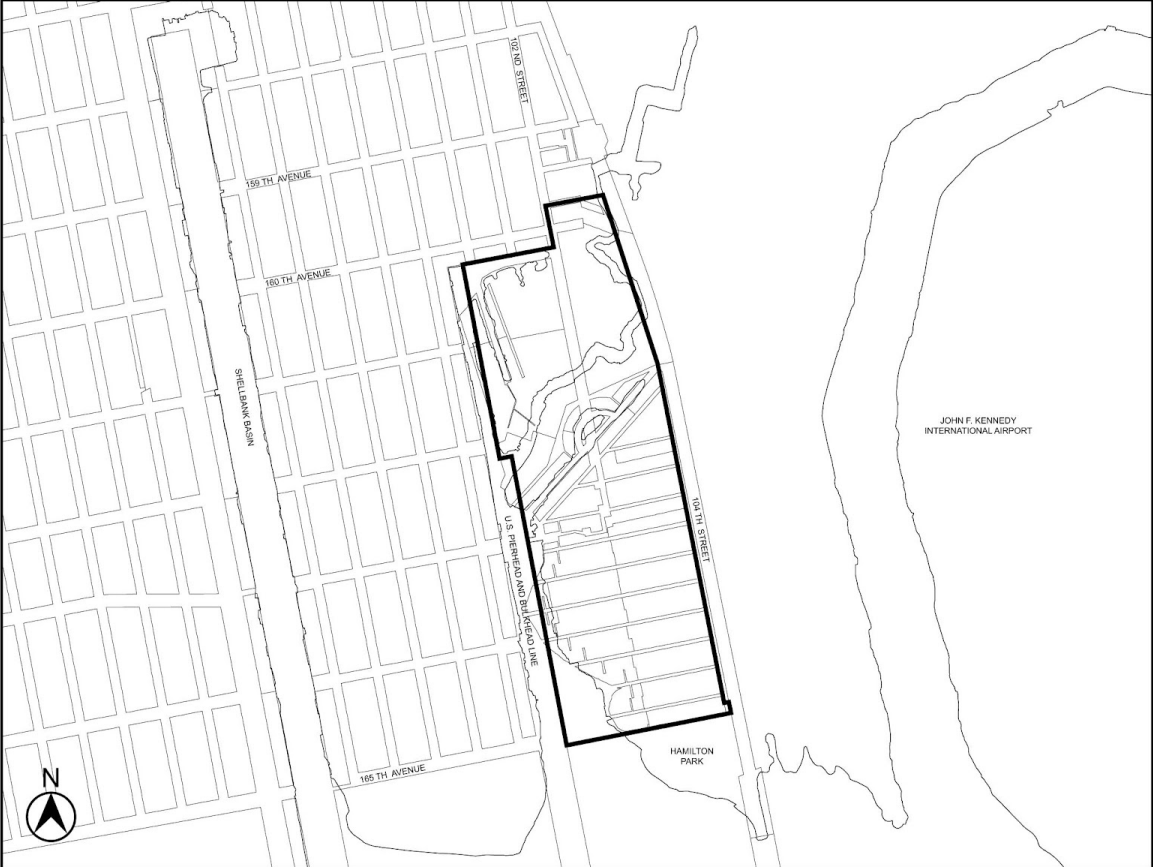 102 ND STREET
159 TH AVENUE
160 TH AVENUE
SHELLBANK BASIN
JOHN F. KENNEDY
INTERNATIONAL AIRPORT
104 TH STREET
U.S. PIERHEAD AND BULKHEAD LINE
HAMILTON
PARK
165 TH AVENUE
N